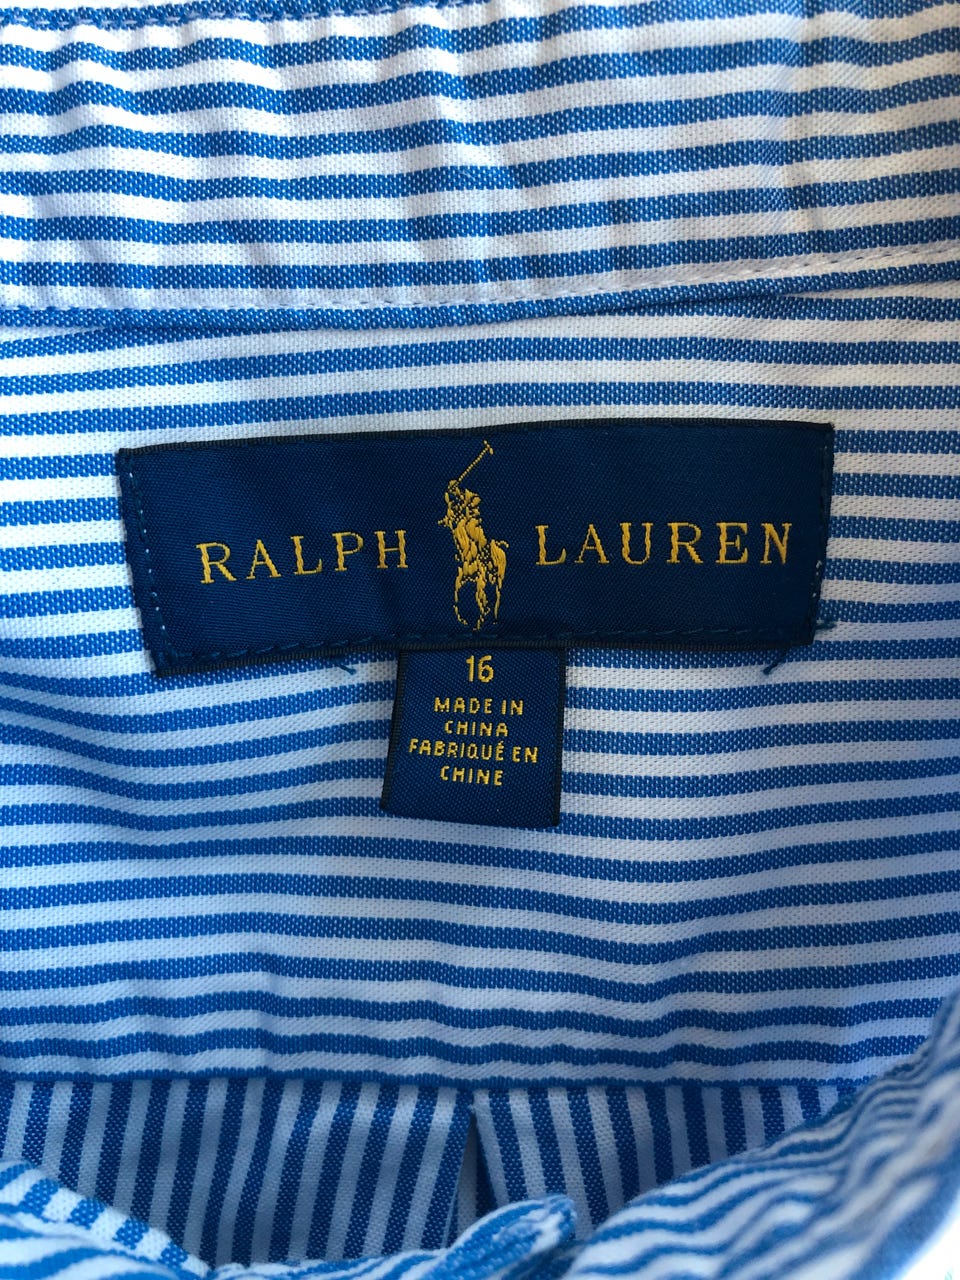 RALPH LAUREN
16
MADE IN
CHINA
FABRIQUÉ EN
CHINE